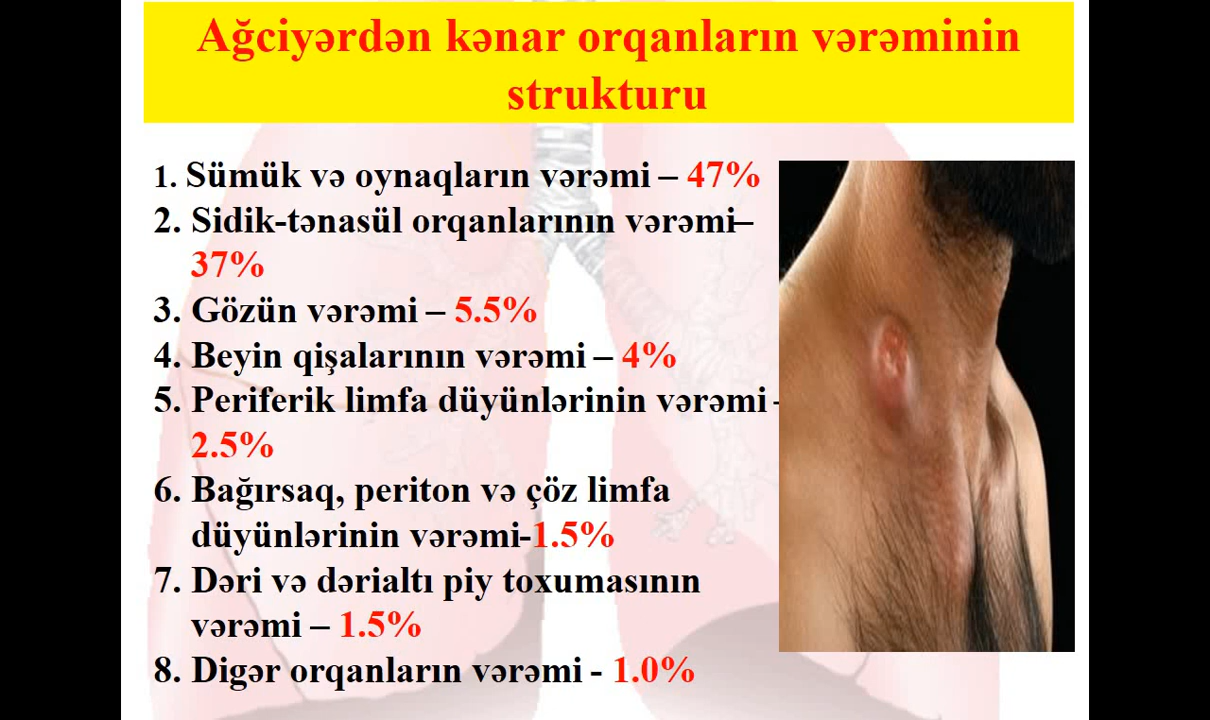 Ağciyərdən kənar orqanların vərəminin
strukturu
1. Sümük və oynaqların vərəmi – 47%
2. Sidik-tənasül orqanlarının vərəmi–
37%
3. Gözün vərəmi – 5.5%
4. Beyin qişalarının vərəmi – 4%
5. Periferik limfa düyünlərinin vərəmi -
2.5%
6. Bağırsaq, periton və çöz limfa
düyünlərinin vərəmi-1.5%
7. Dəri və dərialtı piy toxumasının
vərəmi – 1.5%
8. Digər orqanların vərəmi - 1.0%